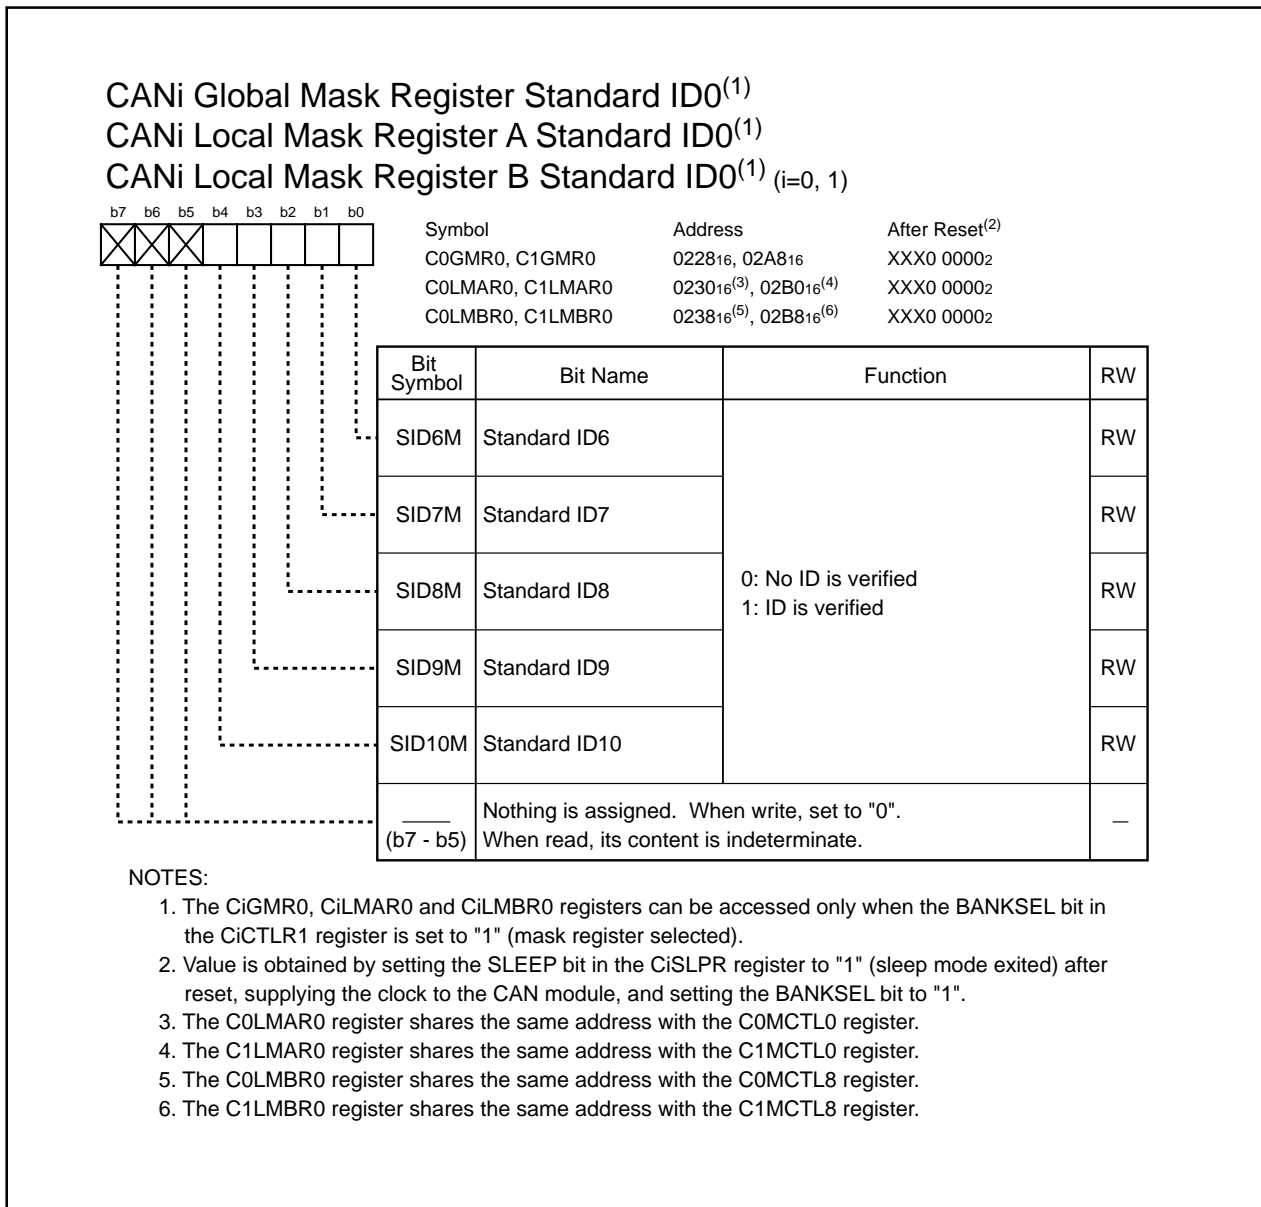 CANi Global Mask Register Standard ID0(1)
CANi Local Mask Register A Standard ID0(1)
CANi Local Mask Register B Standard ID0(1) (i=0, 1)
b7 b6 b5 b4 b3 b2 b1 b0
Symbol Address After Reset(2)
C0GMR0, C1GMR0 022816, 02A816 XXX0 00002
C0LMAR0, C1LMAR0 023016(3), 02B016(4) XXX0 00002
C0LMBR0, C1LMBR0 023816(5), 02B816(6) XXX0 00002
Bit Symbol Bit Name Function RW
SID6M Standard ID6 RW
SID7M Standard ID7 RW
SID8M Standard ID8 RW
0: No ID is verified
1: ID is verified
SID9M Standard ID9 RW
SID10M Standard ID10 RW
(b7 - b5) Nothing is assigned. When write, set to "0".
When read, its content is indeterminate. —
NOTES:
1. The CiGMR0, CiLMAR0 and CiLMBR0 registers can be accessed only when the BANKSEL bit in
the CiCTLR1 register is set to "1" (mask register selected).
2. Value is obtained by setting the SLEEP bit in the CiSLPR register to "1" (sleep mode exited) after
reset, supplying the clock to the CAN module, and setting the BANKSEL bit to "1".
3. The C0LMAR0 register shares the same address with the C0MCTL0 register.
4. The C1LMAR0 register shares the same address with the C1MCTL0 register.
5. The C0LMBR0 register shares the same address with the C0MCTL8 register.
6. The C1LMBR0 register shares the same address with the C1MCTL8 register.